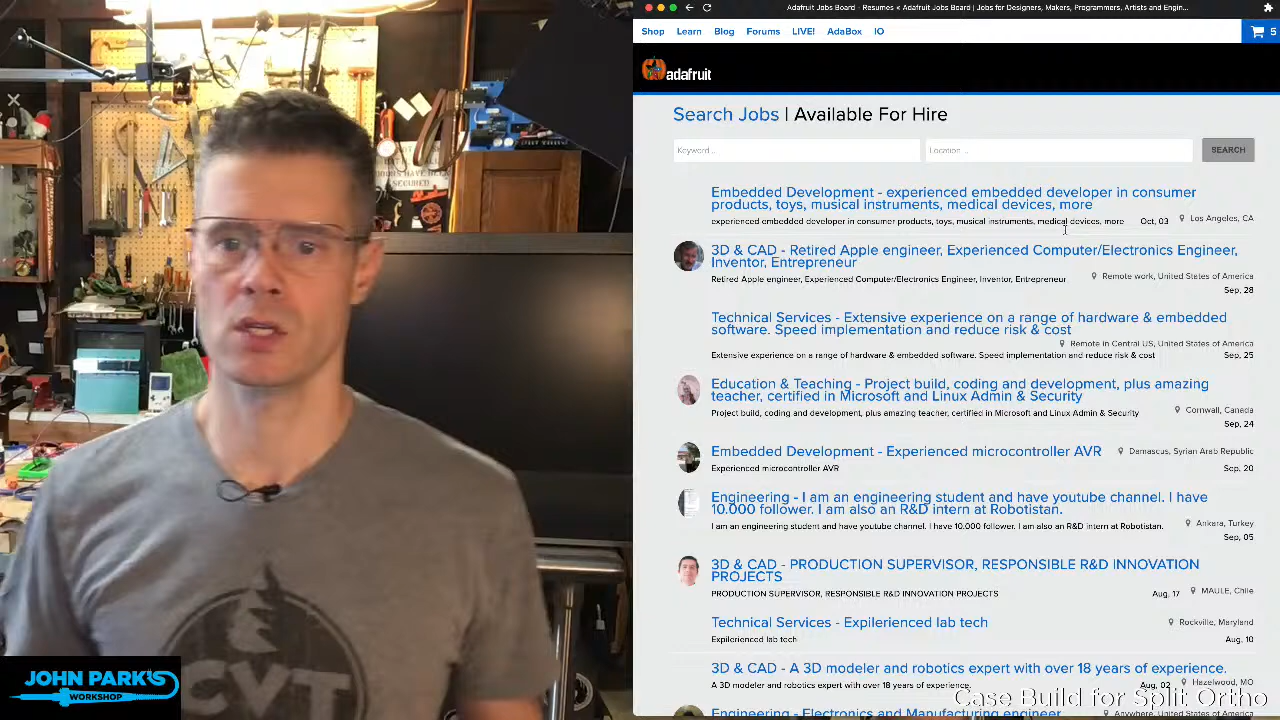 Adafruit Jobs Board - Resumes « Adafruit Jobs Board | Jobs for Designers, Makers, Programmers, Artists and Engin...
Shop Learn Blog Forums LIVE! AdaBox IO 5
adafruit
Search Jobs | Available For Hire
Keyword... Location ... SEARCH
Embedded Development - experienced embedded developer in consumer
products, toys, musical instruments, medical devices, more
experienced embedded developer in consumer products, toys, musical instruments, medical devices, more Oct, 03 Los Angeles, CA
3D & CAD - Retired Apple engineer, Experienced Computer/Electronics Engineer,
Inventor, Entrepreneur
Retired Apple engineer, Experienced Computer/Electronics Engineer, Inventor, Entrepreneur Remote work, United States of America
Sep, 28
Technical Services - Extensive experience on a range of hardware & embedded
software. Speed implementation and reduce risk & cost
Remote in Central US, United States of America
Extensive experience on a range of hardware & embedded software. Speed implementation and reduce risk & cost Sep, 25
Education & Teaching - Project build, coding and development, plus amazing
teacher, certified in Microsoft and Linux Admin & Security
Project build, coding and development, plus amazing teacher, certified in Microsoft and Linux Admin & Security Cornwall, Canada
Sep, 24
Embedded Development - Experienced microcontroller AVR Damascus, Syrian Arab Republic
Experienced microcontroller AVR Sep, 20
Engineering - I am an engineering student and have youtube channel. I have
10.000 follower. I am also an R&D intern at Robotistan.
I am an engineering student and have youtube channel. I have 10.000 follower. I am also an R&D intern at Robotistan. Ankara, Turkey
Sep, 05
3D & CAD - PRODUCTION SUPERVISOR, RESPONSIBLE R&D INNOVATION
PROJECTS
PRODUCTION SUPERVISOR, RESPONSIBLE R&D INNOVATION PROJECTS Aug, 17 MAULE, Chile
Technical Services - Expilerienced lab tech Rockville, Maryland
Expilerienced lab tech Aug, 10
3D & CAD - A 3D modeler and robotics expert with over 18 years of experience.
A 3D modeler and robotics expert with over 18 years of experience. Aug, 02 Hazelwood, MO
Case Build for Split Ortho
Engineering - Electronics and Manufacturing engineer Anywhere, United States of America
SECURED
CVT
JOHN PARK'S
WORKSHOP